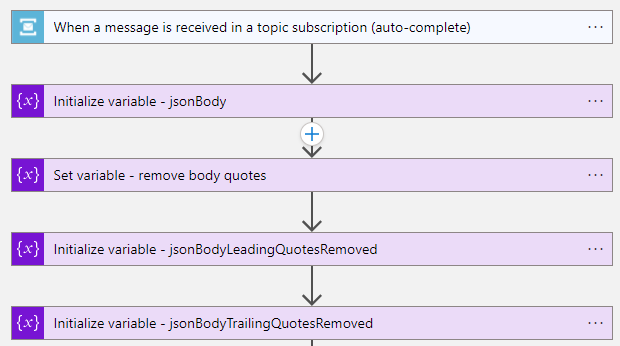 When a message is received in a topic subscription (auto-complete)
{x} Initialize variable - jsonBody
{x} Set variable - remove body quotes
{x} Initialize variable - jsonBodyLeadingQuotesRemoved
{x} Initialize variable - jsonBodyTrailingQuotesRemoved